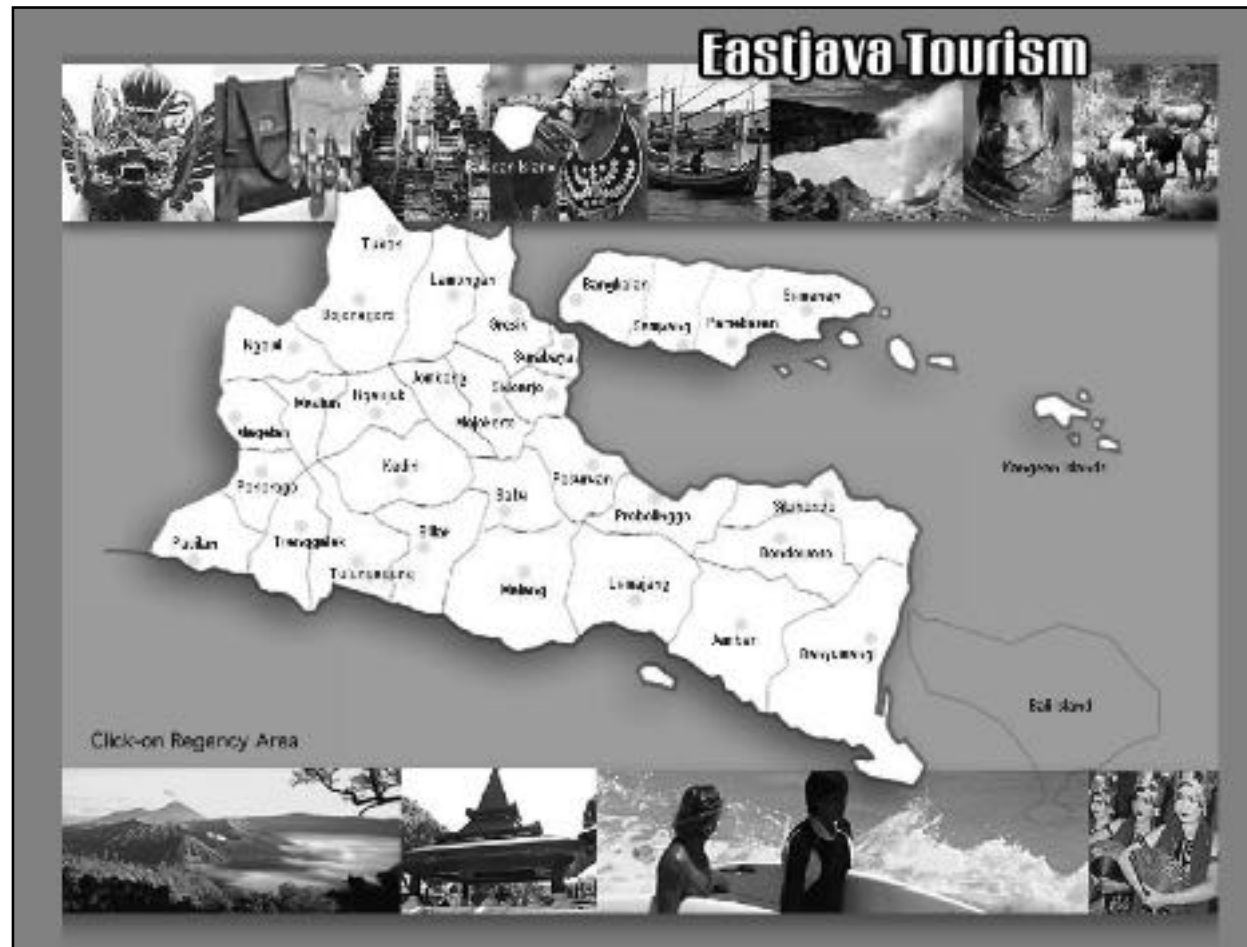 Eastjava Tourism
Tuban
Lamongan
Bangkalan
Sumenep
Bojonegoro
Gresik
Sampang
Pamekasan
Ngawi
Surabaya
Jombang
Sidoarjo
Madiun
Nganjuk
Magetan
Mojokerto
Kediri
Kangean Islands
Ponorogo
Pasuruan
Batu
Situbondo
Probolinggo
Blitar
Pacitan
Trenggalek
Bondowoso
Tulungagung
Malang
Lumajang
Jember
Banyuwangi
Bali Island
Click-on Regency Area